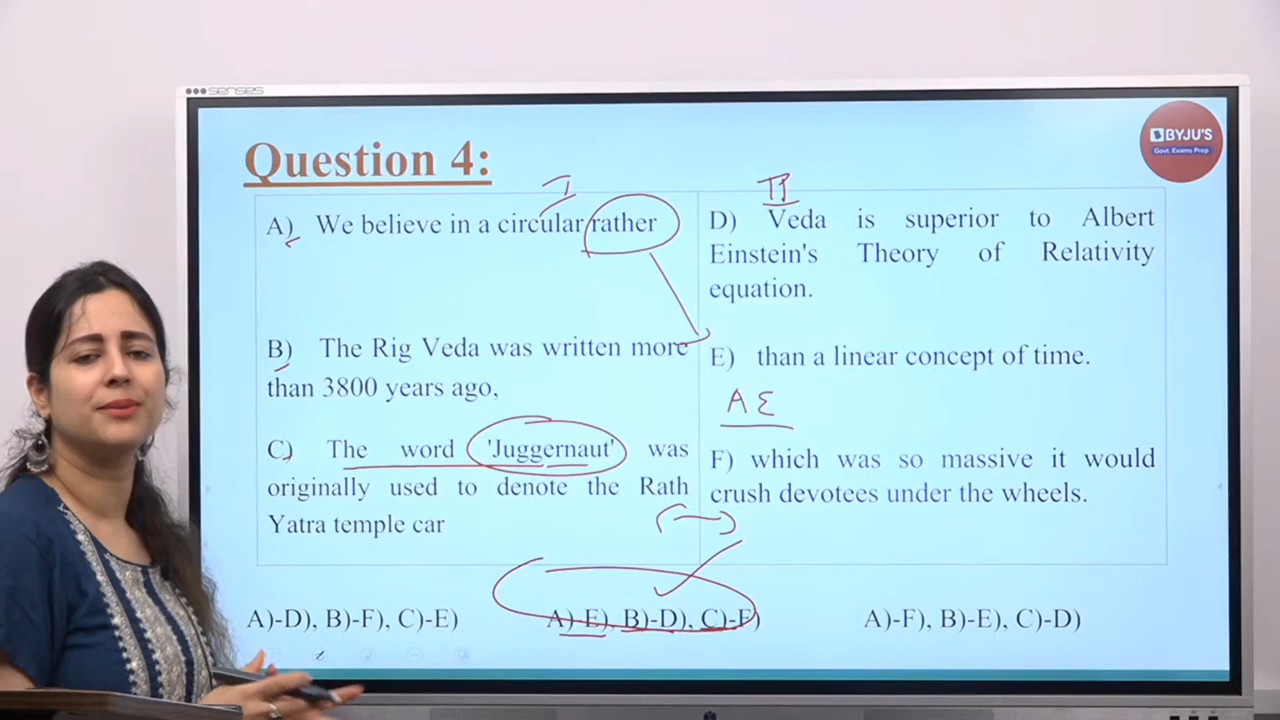 senses
Question 4:
BYJU'S
Govt. Exams Prep
I
A) We believe in a circular rather
B) The Rig Veda was written more
than 3800 years ago,
C) The word 'Juggernaut' was
originally used to denote the Rath
Yatra temple car
D) Veda is superior to Albert
Einstein's Theory of Relativity
equation.
E) than a linear concept of time.
A E
F) which was so massive it would
crush devotees under the wheels.
A)-D), B)-F), C)-E)
A)-E), B)-D), C)-F)
A)-F), B)-E), C)-D)